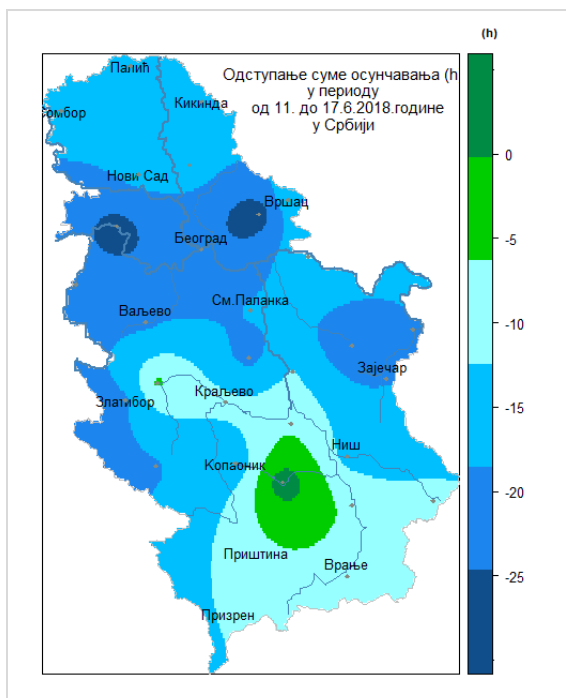 (h)
Одступање суме осунчавања (h
у периоду
од 11. до 17.6.2018.године
у Србији
Палић
Кикинда
омбор
Нови Сад
Вршац
Београд
См.Паланка
Ваљево
Зајечар
Златибор
Краљево
Ниш
Копаоник
Приштина
Врање
Призрен
0
-5
-10
-15
-20
-25